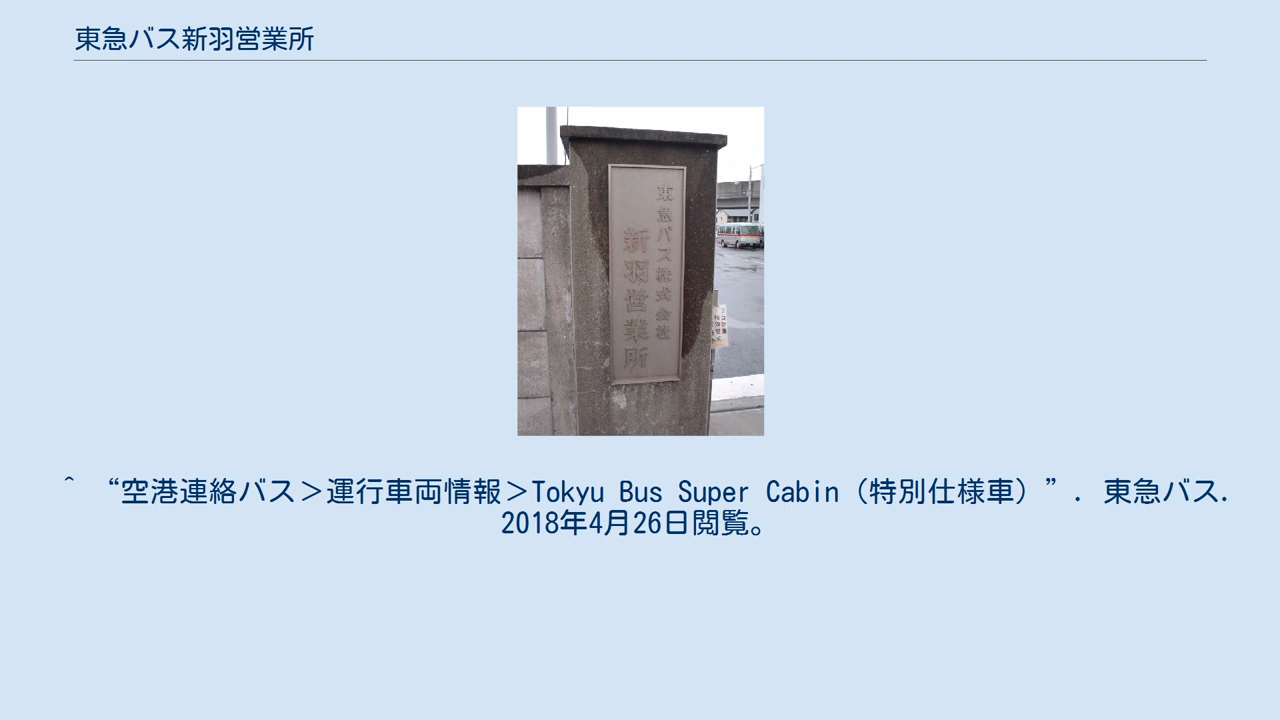 東急バス新羽営業所
東急バス株式会社
新羽営業所
^ “空港連絡バス＞運行車両情報＞Tokyu Bus Super Cabin（特別仕様車）”. 東急バス.
2018年4月26日閲覧。